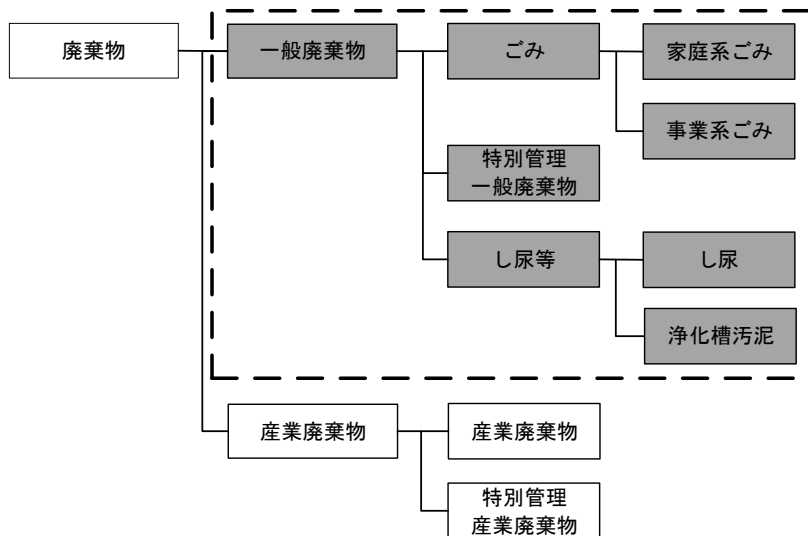 廃棄物
一般廃棄物
ごみ
家庭系ごみ
事業系ごみ
特別管理
一般廃棄物
し尿等
し尿
浄化槽汚泥
産業廃棄物
産業廃棄物
特別管理
産業廃棄物